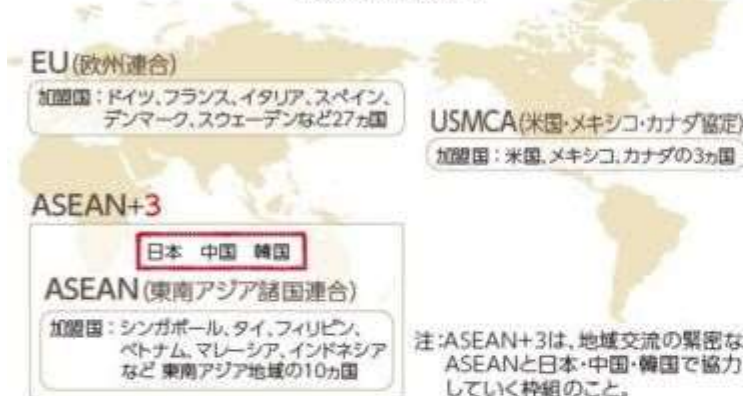 EU(欧州連合)
加盟国：ドイツ、フランス、イタリア、スペイン、
デンマーク、スウェーデンなど27ヵ国
USMCA(米国・メキシコ・カナダ協定)
加盟国：米国、メキシコ、カナダの3ヵ国
ASEAN+3
日本 中国 韓国
ASEAN(東南アジア諸国連合)
加盟国：シンガポール、タイ、フィリピン、
ベトナム、マレーシア、インドネシア
など 東南アジア地域の10ヵ国
注：ASEAN+3は、地域交流の緊密な
ASEANと日本・中国・韓国で協力
していく枠組のこと。